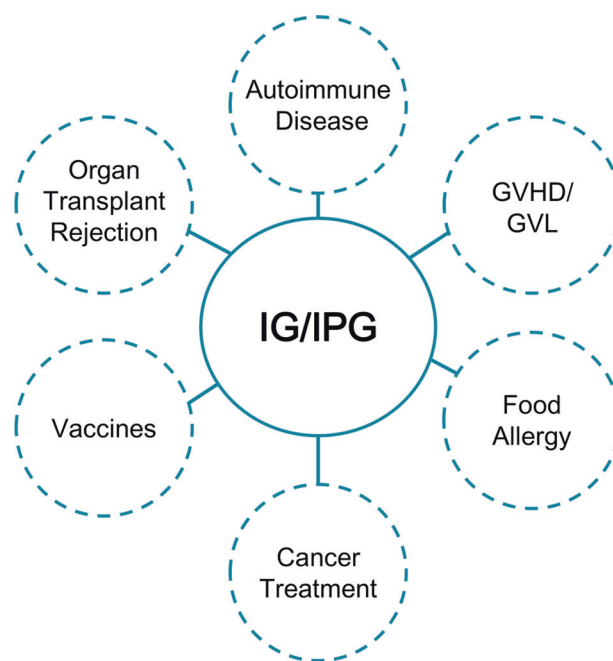 Autoimmune
Disease
Organ
Transplant
Rejection
GVHD/
GVL
IG/IPG
Vaccines
Food
Allergy
Cancer
Treatment